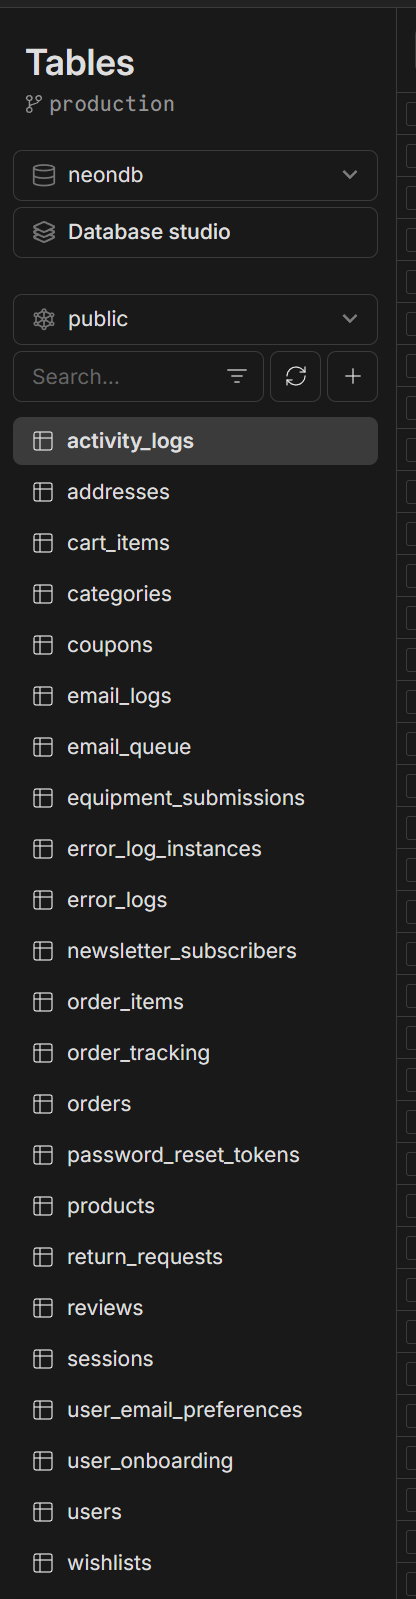 Tables
production
neondb
Database studio
public
Search...
activity_logs
addresses
cart_items
categories
coupons
email_logs
email_queue
equipment_submissions
error_log_instances
error_logs
newsletter_subscribers
order_items
order_tracking
orders
password_reset_tokens
products
return_requests
reviews
sessions
user_email_preferences
user_onboarding
users
wishlists